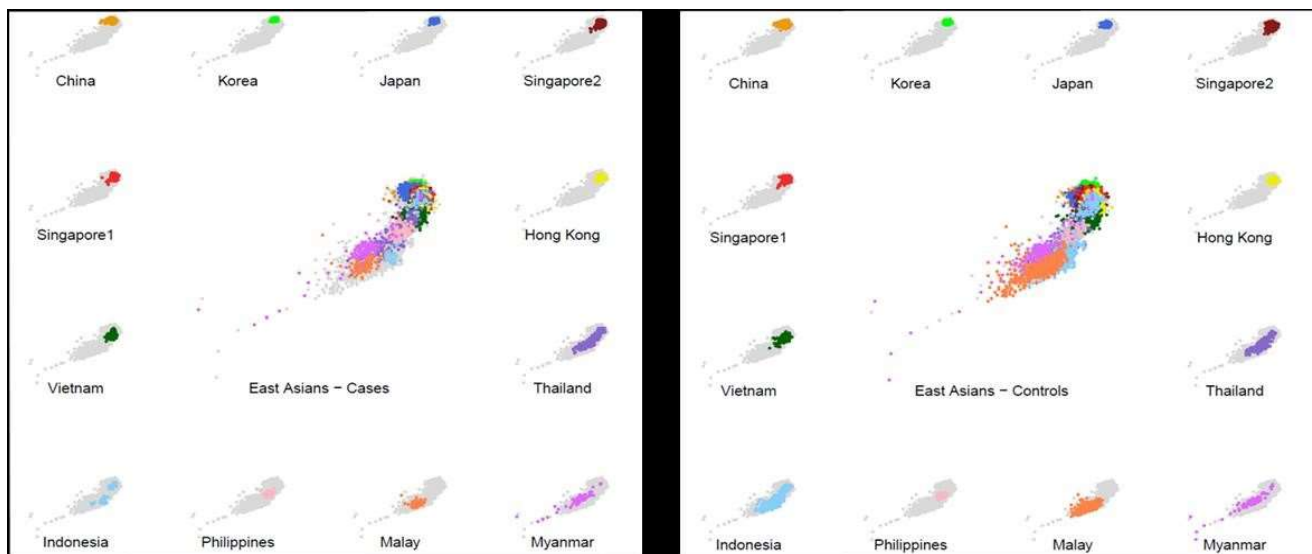 China Korea Japan Singapore2
Singapore1 Hong Kong
Vietnam East Asians − Cases Thailand
Indonesia Philippines Malay Myanmar
China Korea Japan Singapore2
Singapore1 Hong Kong
Vietnam East Asians − Controls Thailand
Indonesia Philippines Malay Myanmar